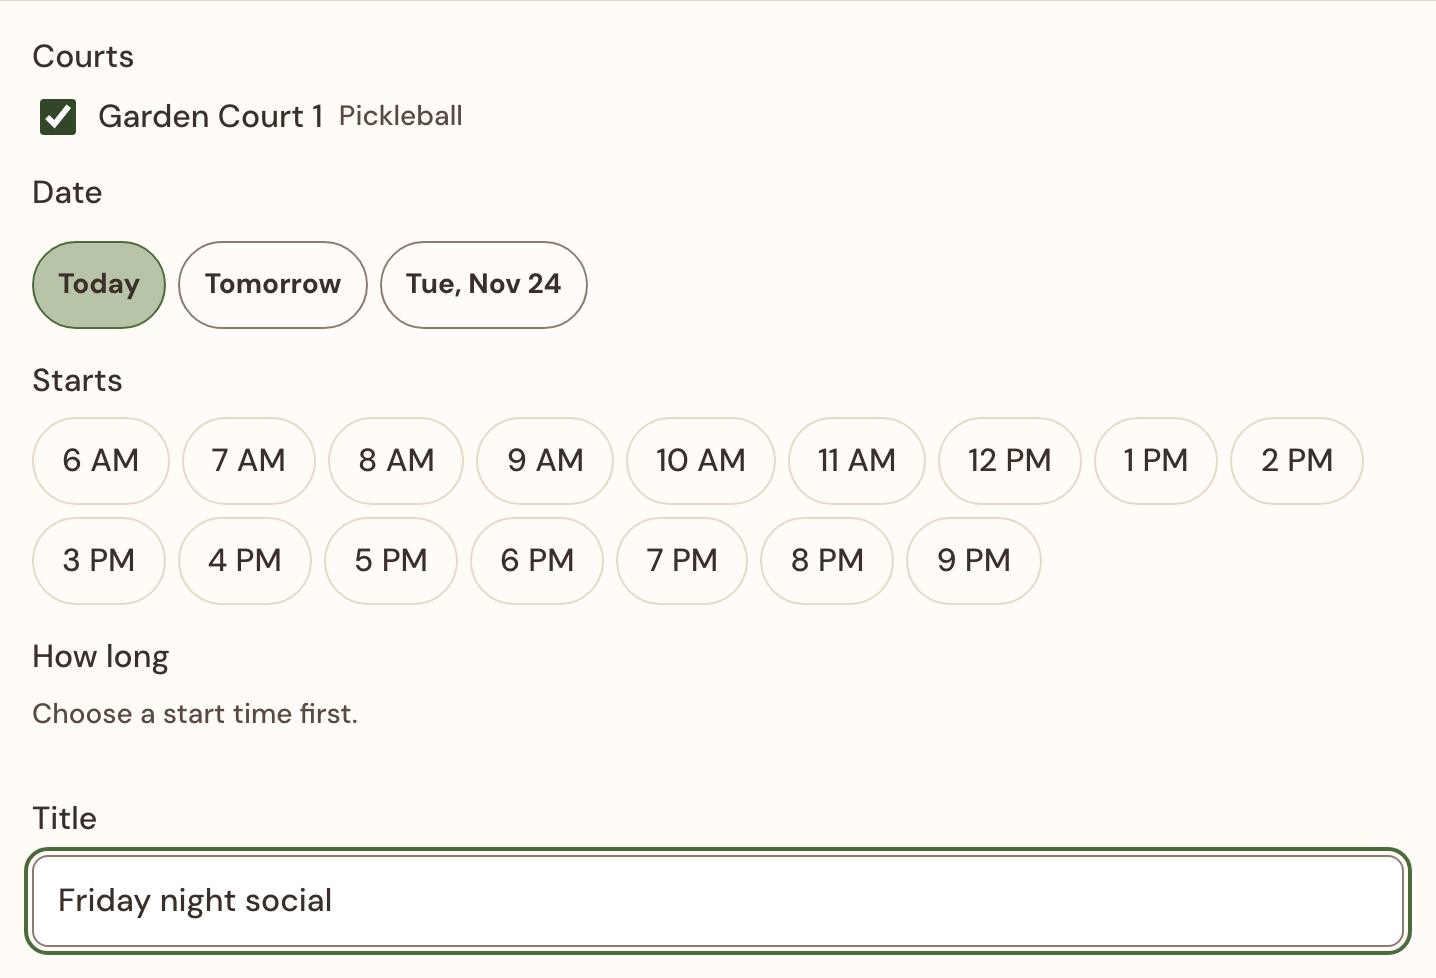 Courts
Garden Court 1 Pickleball
Date
Today Tomorrow Tue, Nov 24
Starts
6 AM 7 AM 8 AM 9 AM 10 AM 11 AM 12 PM 1 PM 2 PM
3 PM 4 PM 5 PM 6 PM 7 PM 8 PM 9 PM
How long
Choose a start time first.
Title
Friday night social